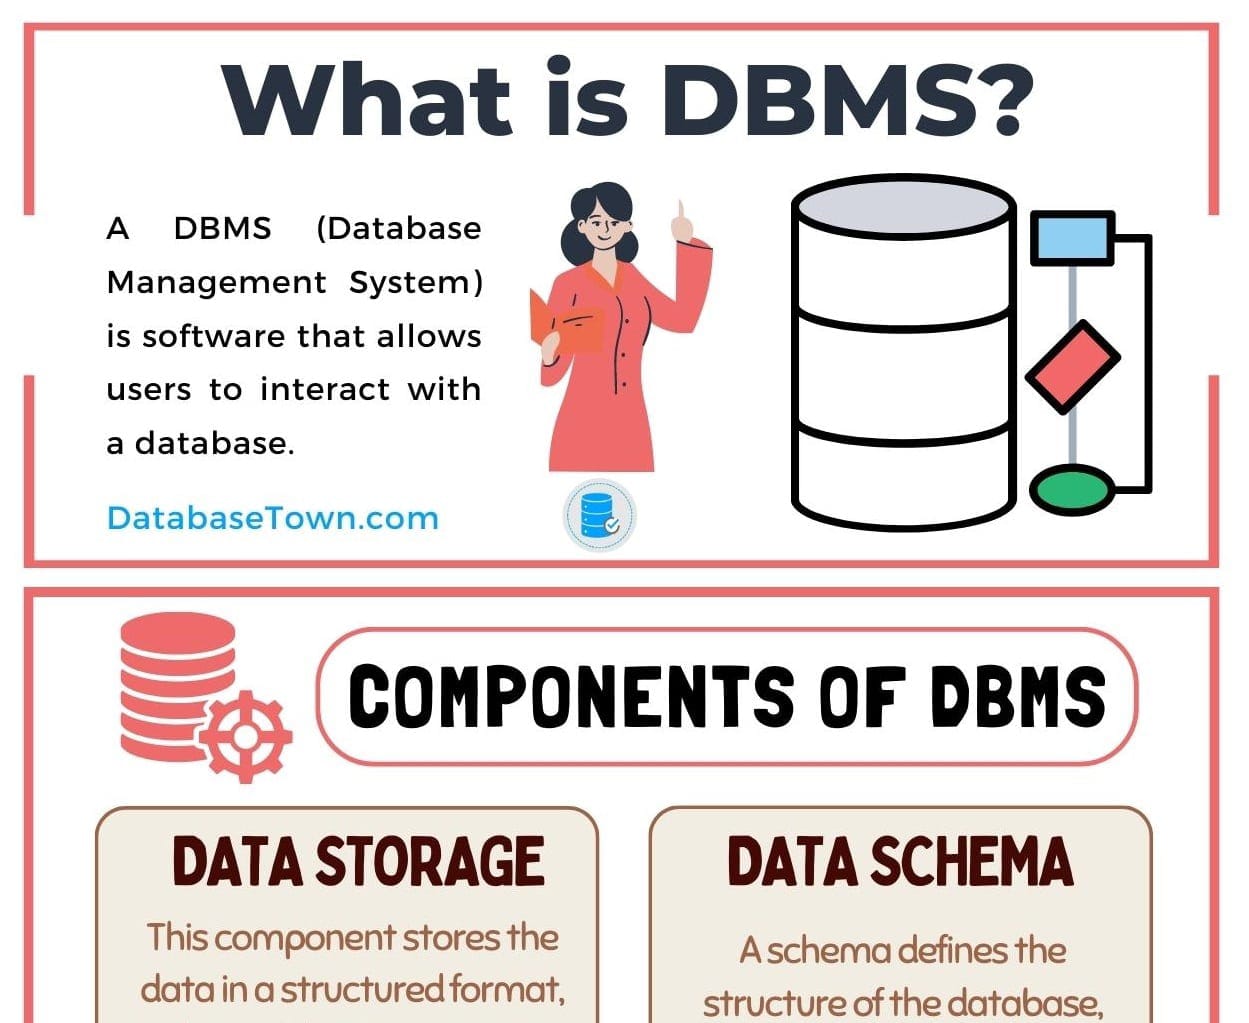 What is DBMS?
A DBMS (Database
Management System)
is software that allows
users to interact with
a database.
DatabaseTown.com
COMPONENTS OF DBMS
DATA STORAGE
This component stores the
data in a structured format,
DATA SCHEMA
A schema defines the
structure of the database,